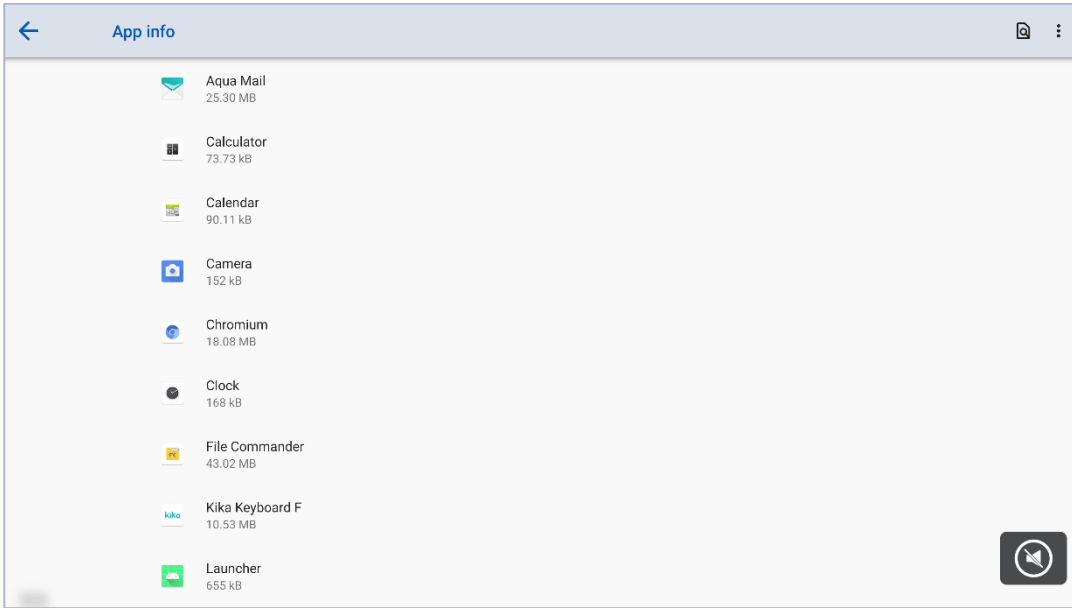 App info
Aqua Mail
25.30 MB
Calculator
73.73 kB
Calendar
90.11 kB
Camera
152 kB
Chromium
18.08 MB
Clock
168 kB
File Commander
43.02 MB
kika
Kika Keyboard F
10.53 MB
Launcher
655 kB